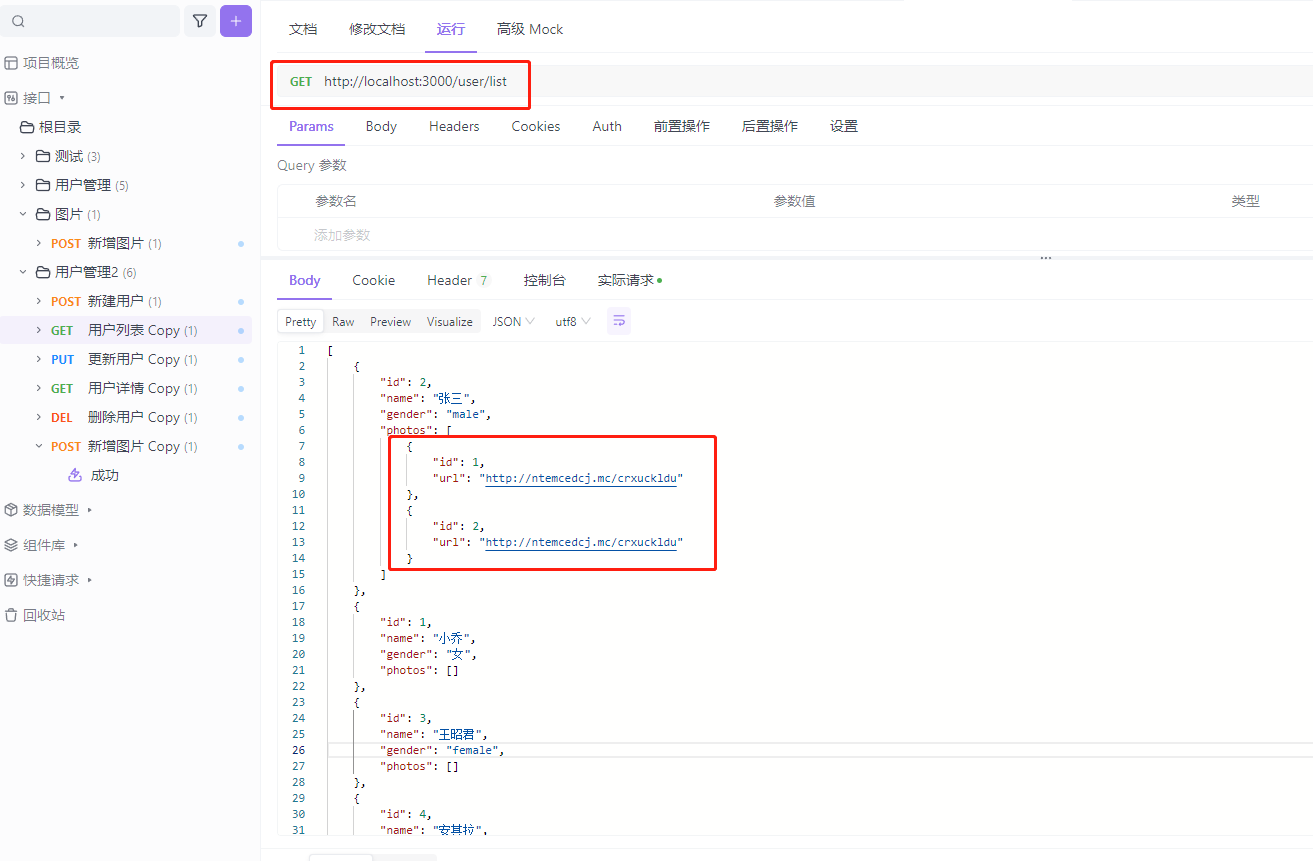 项目概览
接口
根目录
测试 (3)
用户管理 (5)
图片 (1)
POST 新增图片 (1)
用户管理2 (6)
POST 新建用户 (1)
GET 用户列表 Copy (1)
PUT 更新用户 Copy (1)
GET 用户详情 Copy (1)
DEL 删除用户 Copy (1)
POST 新增图片 Copy (1)
成功
数据模型
组件库
快捷请求
回收站
文档 修改文档 运行 高级 Mock
GET http://localhost:3000/user/list
Params Body Headers Cookies Auth 前置操作 后置操作 设置
Query 参数
参数名 参数值 类型
添加参数
Body Cookie Header 7 控制台 实际请求
Pretty Raw Preview Visualize JSON utf8
1 [
2 {
3 "id": 2,
4 "name": "张三",
5 "gender": "male",
6 "photos": [
7 {
8 "id": 1,
9 "url": "http://ntemcedcj.mc/crxuckldu"
10 },
11 {
12 "id": 2,
13 "url": "http://ntemcedcj.mc/crxuckldu"
14 }
15 ]
16 },
17 {
18 "id": 1,
19 "name": "小乔",
20 "gender": "女",
21 "photos": []
22 },
23 {
24 "id": 3,
25 "name": "王昭君",
26 "gender": "female",
27 "photos": []
28 },
29 {
30 "id": 4,
31 "name": "安其拉",